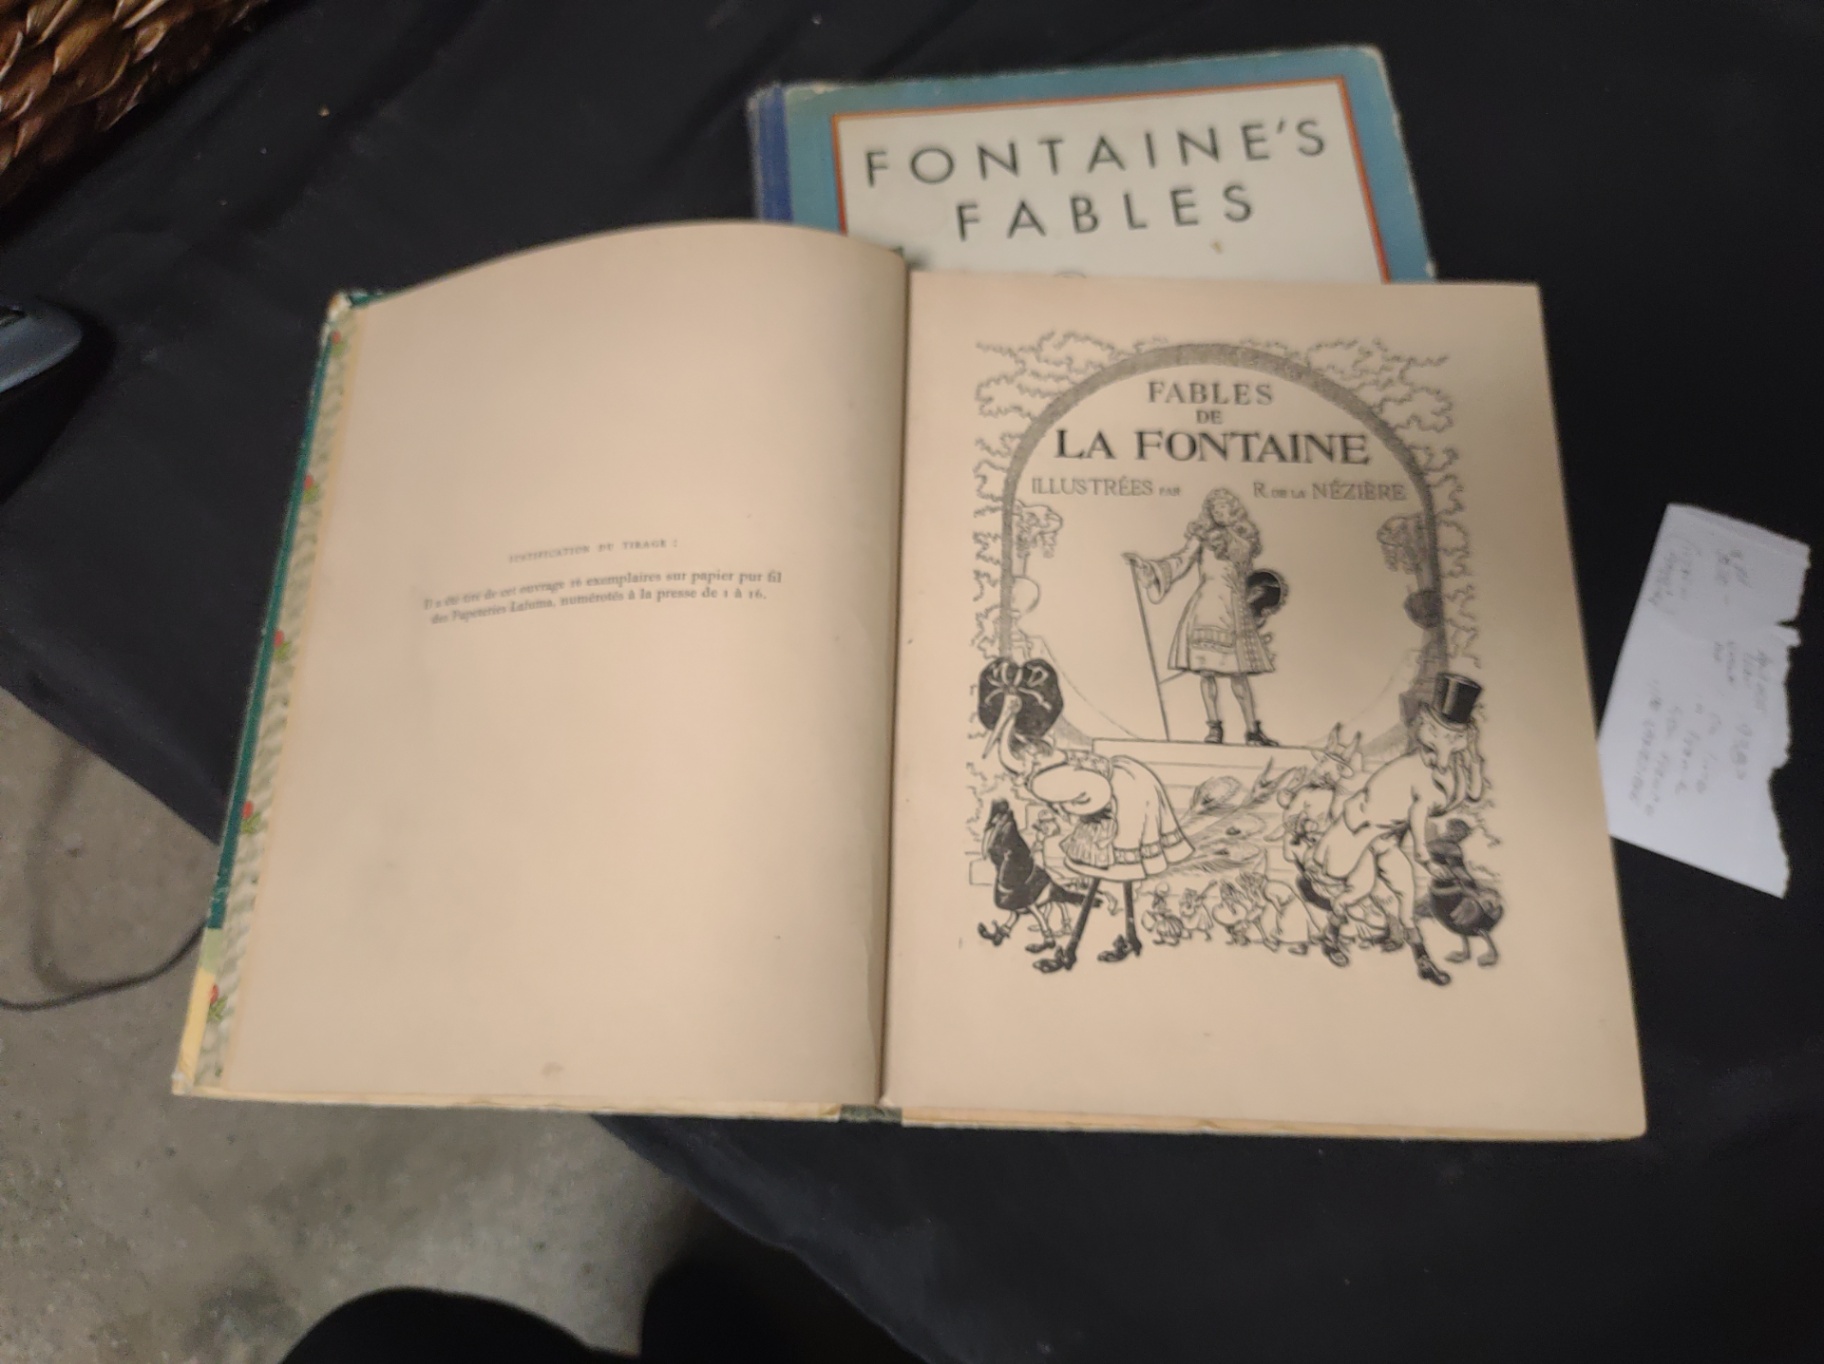 FONTAINE'S
FABLES
JUSTIFICATION DU TIRAGE :
Il a été tiré de cet ouvrage 16 exemplaires sur papier pur fil
des Papeteries Lafuma, numérotés à la presse de 1 à 16.
FABLES
DE
LA FONTAINE
ILLUSTRÉES PAR R. DE LA NÉZIÈRE